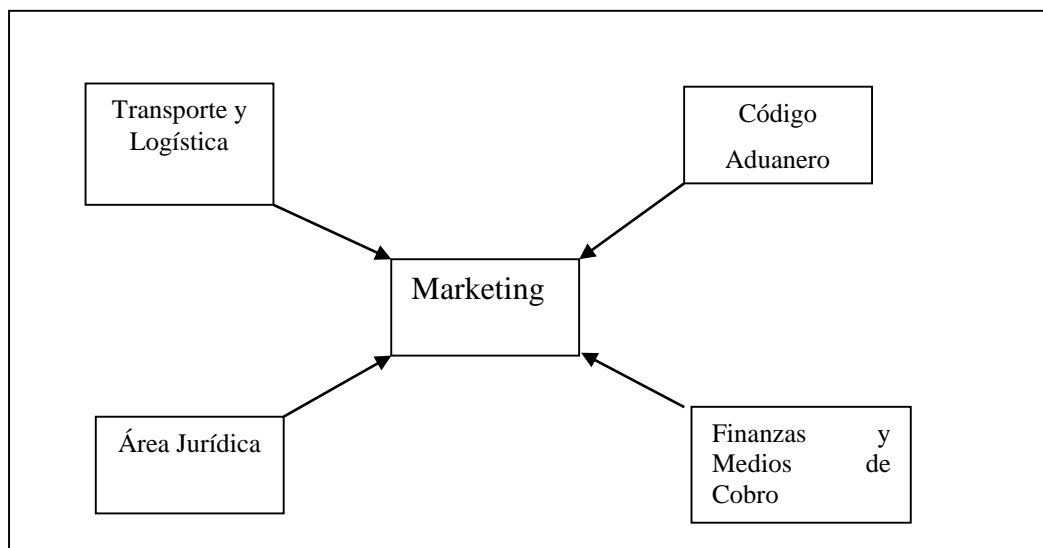 Transporte y
Logística
Código
Aduanero
Marketing
Área Jurídica
Finanzas y
Medios de
Cobro